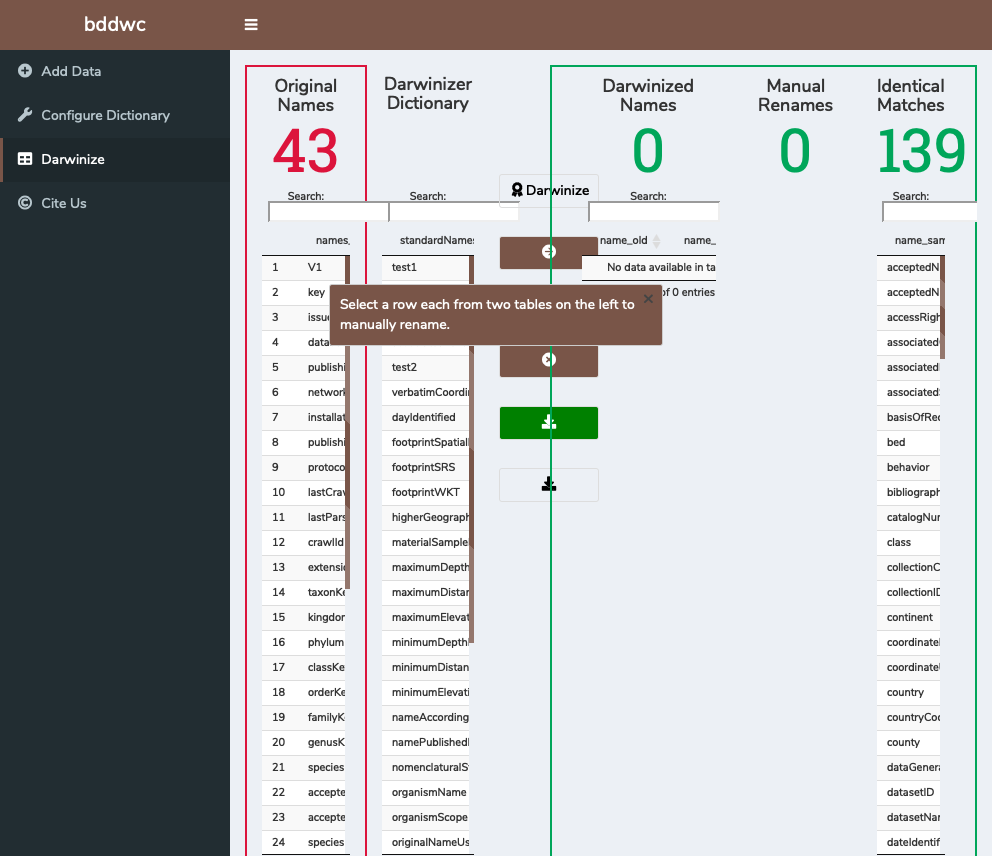 bddwc
Add Data
Configure Dictionary
Darwinize
Cite Us
Original
Names
43
Search:
names_
1 V1
2 key
3 issu
4 data
5 publishi
6 network
7 installat
8 publishi
9 protoco
10 lastCrav
11 lastPars
12 crawlId
13 extensio
14 taxonKe
15 kingdom
16 phylum
17 classKe
18 orderKe
19 familyK
20 genusK
21 species
22 accepte
23 accepte
24 species
Darwinizer
Dictionary
Search:
standardNames
test1
test2
verbatimCoordi
dayIdentified
footprintSpatial
footprintSRS
footprintWKT
higherGeograph
materialSample
maximumDepth
maximumDistan
maximumElevat
minimumDepth
minimumDistan
minimumElevati
nameAccording
namePublished
nomenclaturalS
organismName
organismScope
originalNameUs
Darwinize
Select a row each from two tables on the left to
manually rename.
Darwinized
Names
0
Search:
name_old name_
No data available in ta
of 0 entries
Manual
Renames
0
Identical
Matches
139
Search:
name_sam
acceptedN
acceptedN
accessRigh
associated
associated
associated
basisOfRec
bed
behavior
bibliograph
catalogNur
class
collectionC
collectionID
continent
coordinate
coordinate
country
countryCod
county
dataGenera
datasetID
datasetNar
dateIdentif